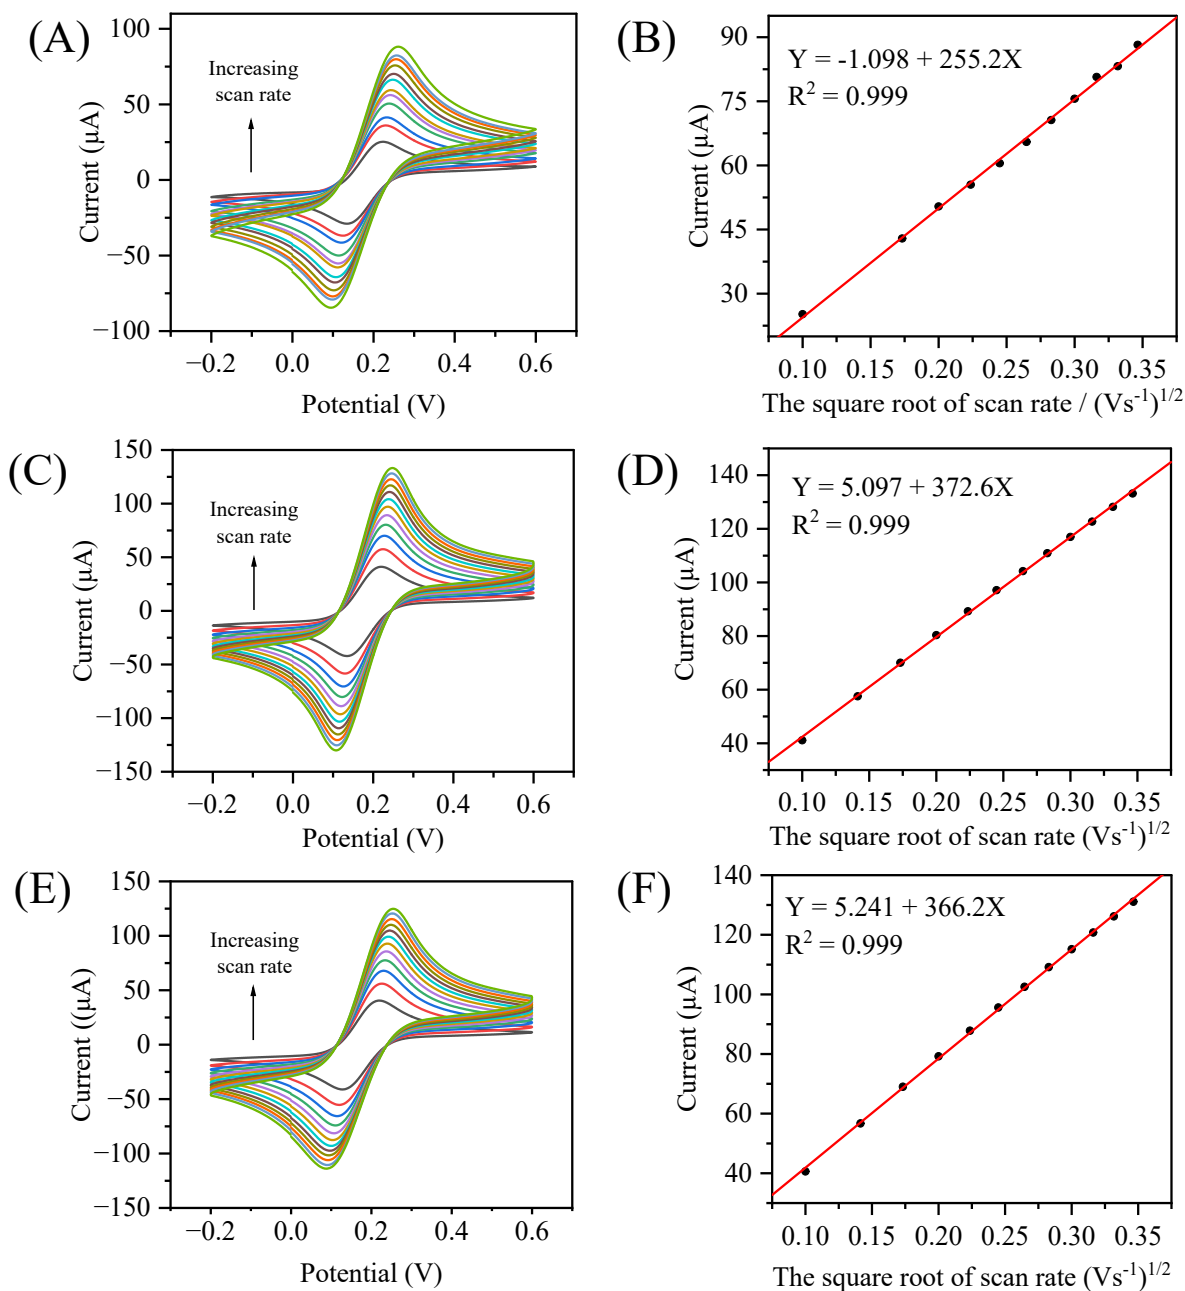 (A)
100
50
0
−50
−100
Current (μA)
Increasing
scan rate
−0.2 0.0 0.2 0.4 0.6
Potential (V)
(B)
90
75
60
45
30
Current (μA)
Y = -1.098 + 255.2X
R² = 0.999
0.10 0.15 0.20 0.25 0.30 0.35
The square root of scan rate / (Vs⁻¹)¹/²
(C)
150
100
50
0
−50
−100
−150
Current (μA)
Increasing
scan rate
−0.2 0.0 0.2 0.4 0.6
Potential (V)
(D)
140
120
100
80
60
40
Current (μA)
Y = 5.097 + 372.6X
R² = 0.999
0.10 0.15 0.20 0.25 0.30 0.35
The square root of scan rate (Vs⁻¹)¹/²
(E)
150
100
50
0
−50
−100
−150
Current ((μA)
Increasing
scan rate
−0.2 0.0 0.2 0.4 0.6
Potential (V)
(F)
140
120
100
80
60
40
Current (μA)
Y = 5.241 + 366.2X
R² = 0.999
0.10 0.15 0.20 0.25 0.30 0.35
The square root of scan rate (Vs⁻¹)¹/²